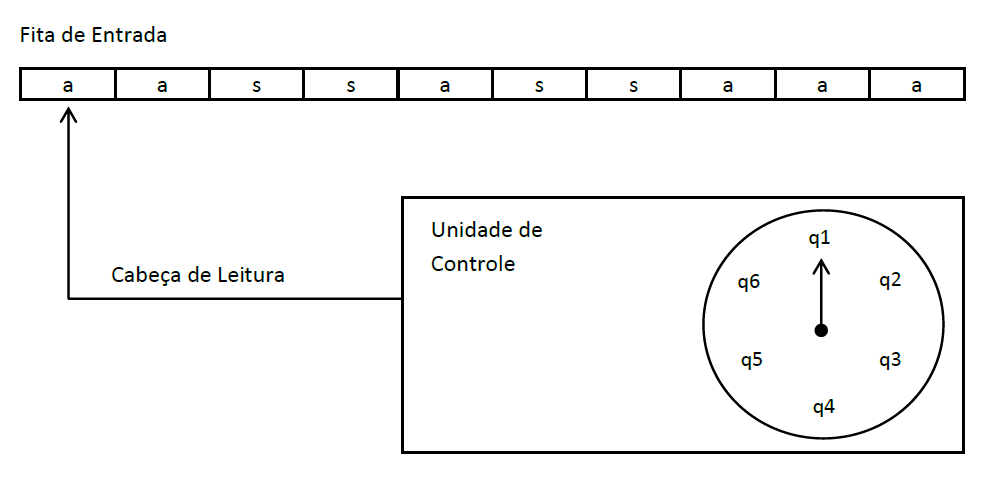 Fita de Entrada
a a s s a s s a a a
Unidade de
Controle
Cabeça de Leitura
q1
q6 q2
q5 q3
q4